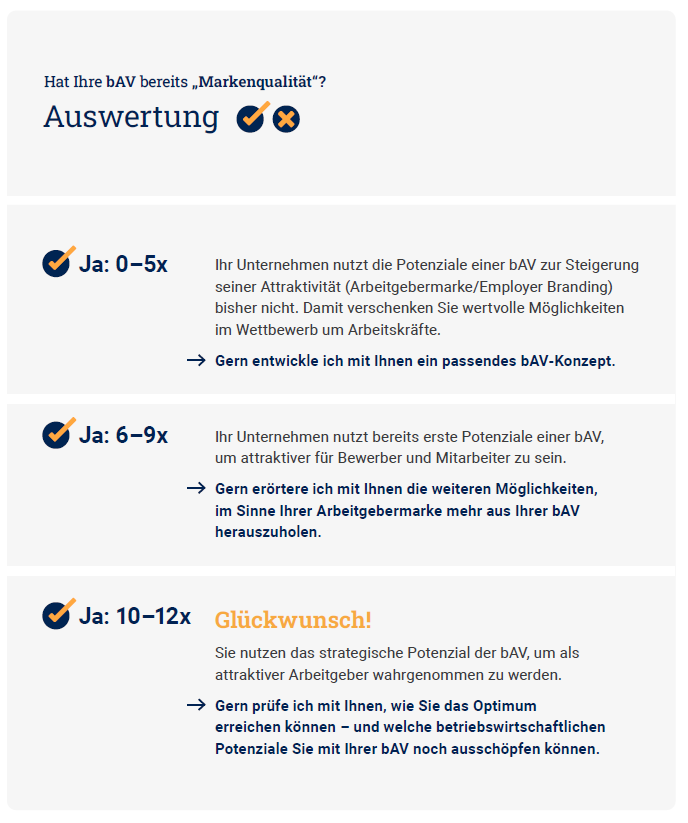 Hat Ihre bAV bereits „Markenqualität“?
Auswertung
Ja: 0–5x
Ihr Unternehmen nutzt die Potenziale einer bAV zur Steigerung
seiner Attraktivität (Arbeitgebermarke/Employer Branding)
bisher nicht. Damit verschenken Sie wertvolle Möglichkeiten
im Wettbewerb um Arbeitskräfte.
→ Gern entwickle ich mit Ihnen ein passendes bAV-Konzept.
Ja: 6–9x
Ihr Unternehmen nutzt bereits erste Potenziale einer bAV,
um attraktiver für Bewerber und Mitarbeiter zu sein.
→ Gern erörtere ich mit Ihnen die weiteren Möglichkeiten,
im Sinne Ihrer Arbeitgebermarke mehr aus Ihrer bAV
herauszuholen.
Ja: 10–12x
Glückwunsch!
Sie nutzen das strategische Potenzial der bAV, um als
attraktiver Arbeitgeber wahrgenommen zu werden.
→ Gern prüfe ich mit Ihnen, wie Sie das Optimum
erreichen können – und welche betriebswirtschaftlichen
Potenziale Sie mit Ihrer bAV noch ausschöpfen können.